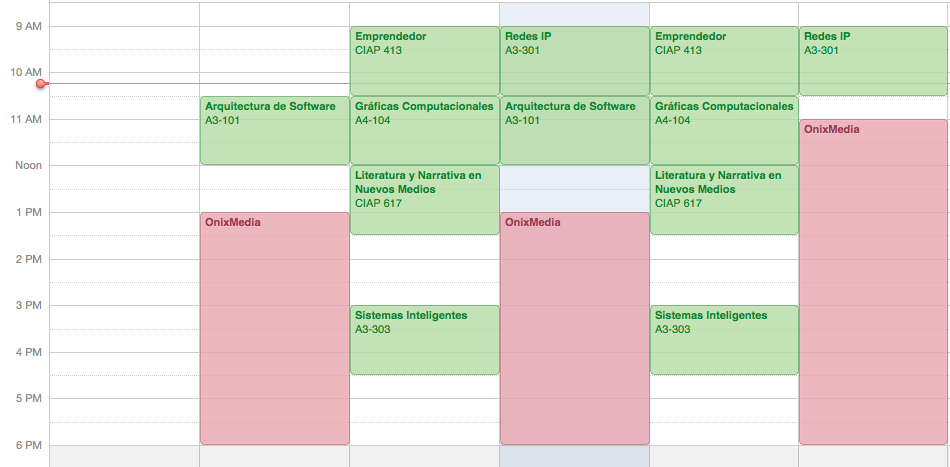 9 AM
Emprendedor
CIAP 413
Redes IP
A3-301
Emprendedor
CIAP 413
Redes IP
A3-301
10 AM
Arquitectura de Software
A3-101
Gráficas Computacionales
A4-104
Arquitectura de Software
A3-101
Gráficas Computacionales
A4-104
11 AM
OnixMedia
Noon
Literatura y Narrativa en
Nuevos Medios
CIAP 617
Literatura y Narrativa en
Nuevos Medios
CIAP 617
1 PM
OnixMedia
OnixMedia
2 PM
3 PM
Sistemas Inteligentes
A3-303
Sistemas Inteligentes
A3-303
4 PM
5 PM
6 PM